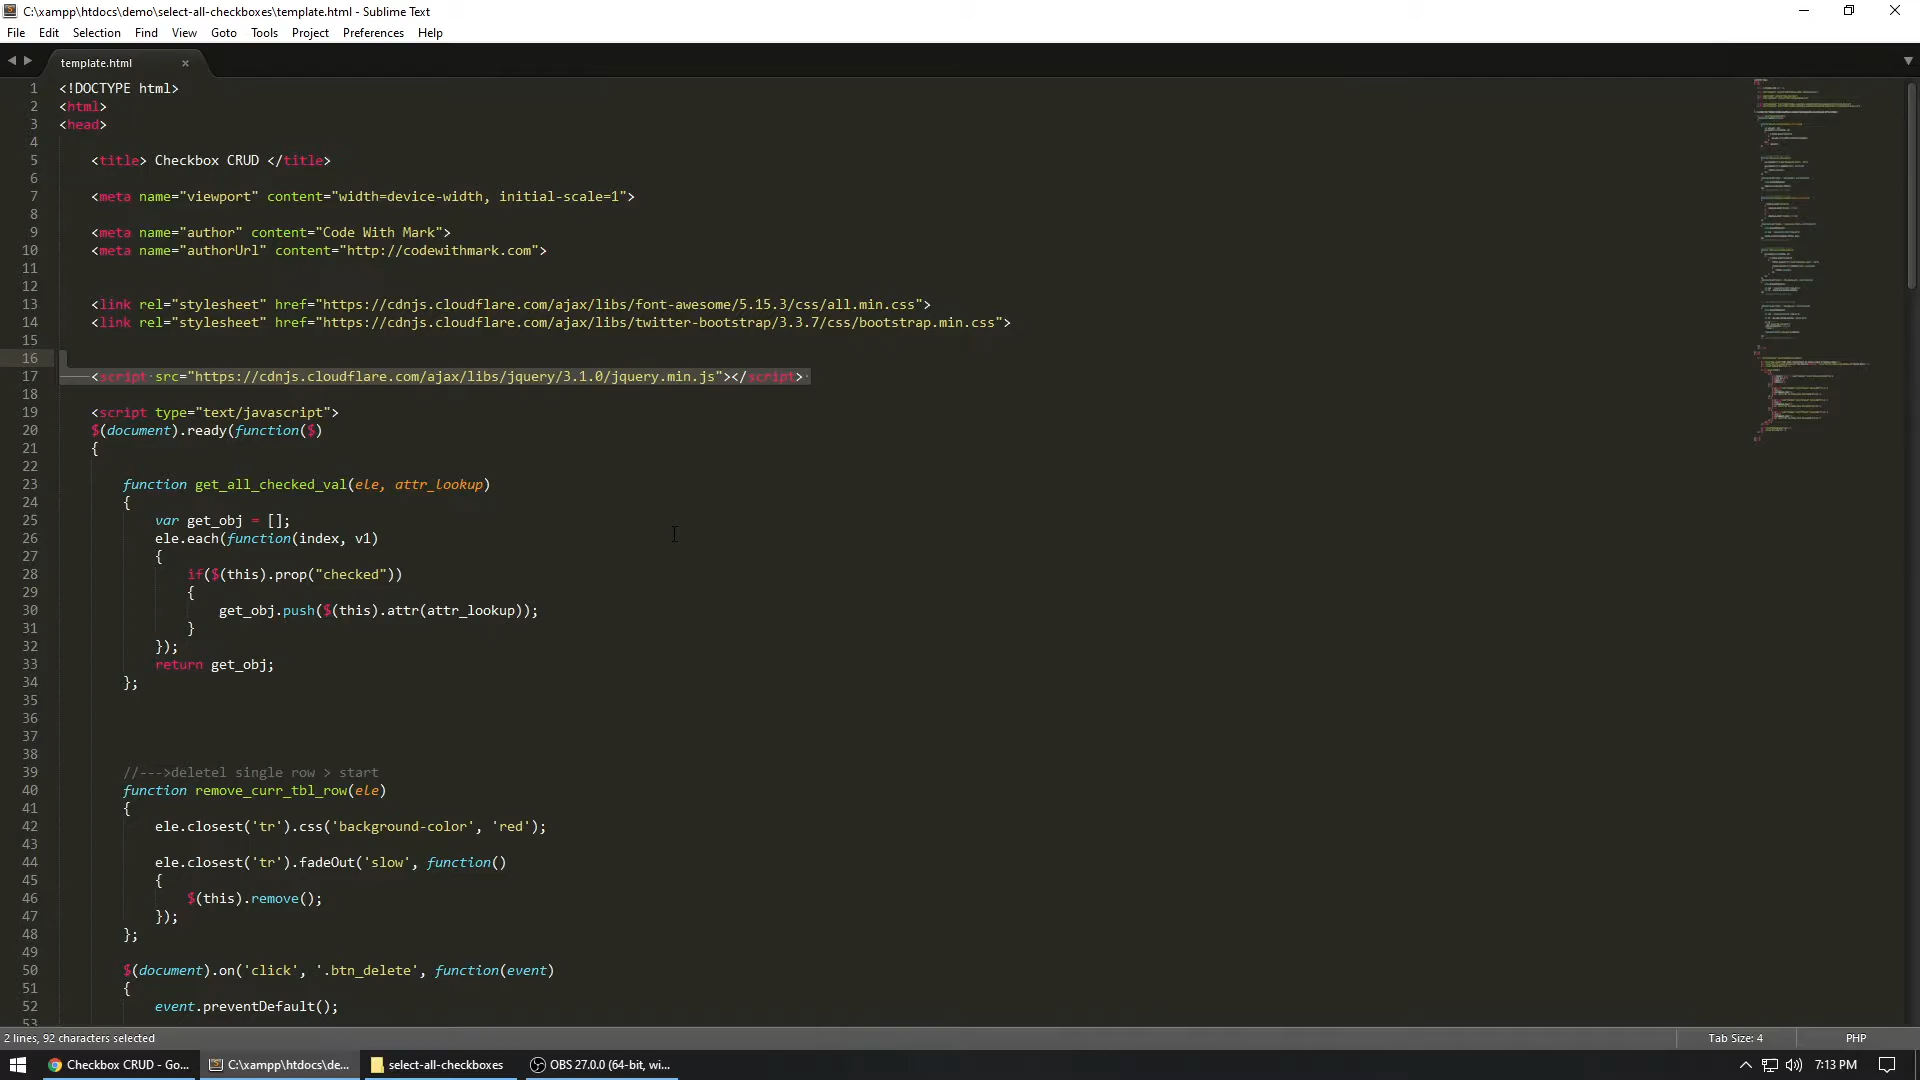 C:\xampp\htdocs\demo\select-all-checkboxes\template.html - Sublime Text
File Edit Selection Find View Goto Tools Project Preferences Help
template.html
1 <!DOCTYPE html>
2 <html>
3 <head>
4
5 <title> Checkbox CRUD </title>
6
7 <meta name="viewport" content="width=device-width, initial-scale=1">
8
9 <meta name="author" content="Code With Mark">
10 <meta name="authorUrl" content="http://codewithmark.com">
11
12
13 <link rel="stylesheet" href="https://cdnjs.cloudflare.com/ajax/libs/font-awesome/5.15.3/css/all.min.css">
14 <link rel="stylesheet" href="https://cdnjs.cloudflare.com/ajax/libs/twitter-bootstrap/3.3.7/css/bootstrap.min.css">
15
16
17 <script src="https://cdnjs.cloudflare.com/ajax/libs/jquery/3.1.0/jquery.min.js"></script>
18
19 <script type="text/javascript">
20 $(document).ready(function($)
21 {
22
23 function get_all_checked_val(ele, attr_lookup)
24 {
25 var get_obj = [];
26 ele.each(function(index, v1)
27 {
28 if($(this).prop("checked"))
29 {
30 get_obj.push($(this).attr(attr_lookup));
31 }
32 });
33 return get_obj;
34 };
35
36
37
38
39 //--->deletel single row > start
40 function remove_curr_tbl_row(ele)
41 {
42 ele.closest('tr').css('background-color', 'red');
43
44 ele.closest('tr').fadeOut('slow', function()
45 {
46 $(this).remove();
47 });
48 };
49
50 $(document).on('click', '.btn_delete', function(event)
51 {
52 event.preventDefault();
53
2 lines, 92 characters selected
Tab Size: 4
PHP
Checkbox CRUD - Go...
C:\xampp\htdocs\de...
select-all-checkboxes
OBS 27.0.0 (64-bit, wi...
7:13 PM